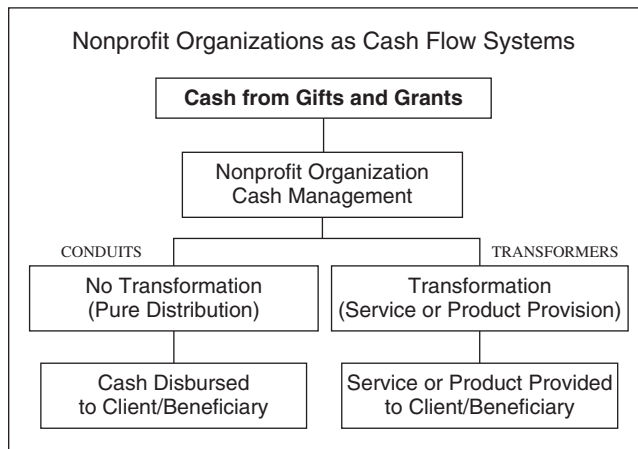 Nonprofit Organizations as Cash Flow Systems
Cash from Gifts and Grants
Nonprofit Organization
Cash Management
CONDUITS
TRANSFORMERS
No Transformation
(Pure Distribution)
Transformation
(Service or Product Provision)
Cash Disbursed
to Client/Beneficiary
Service or Product Provided
to Client/Beneficiary